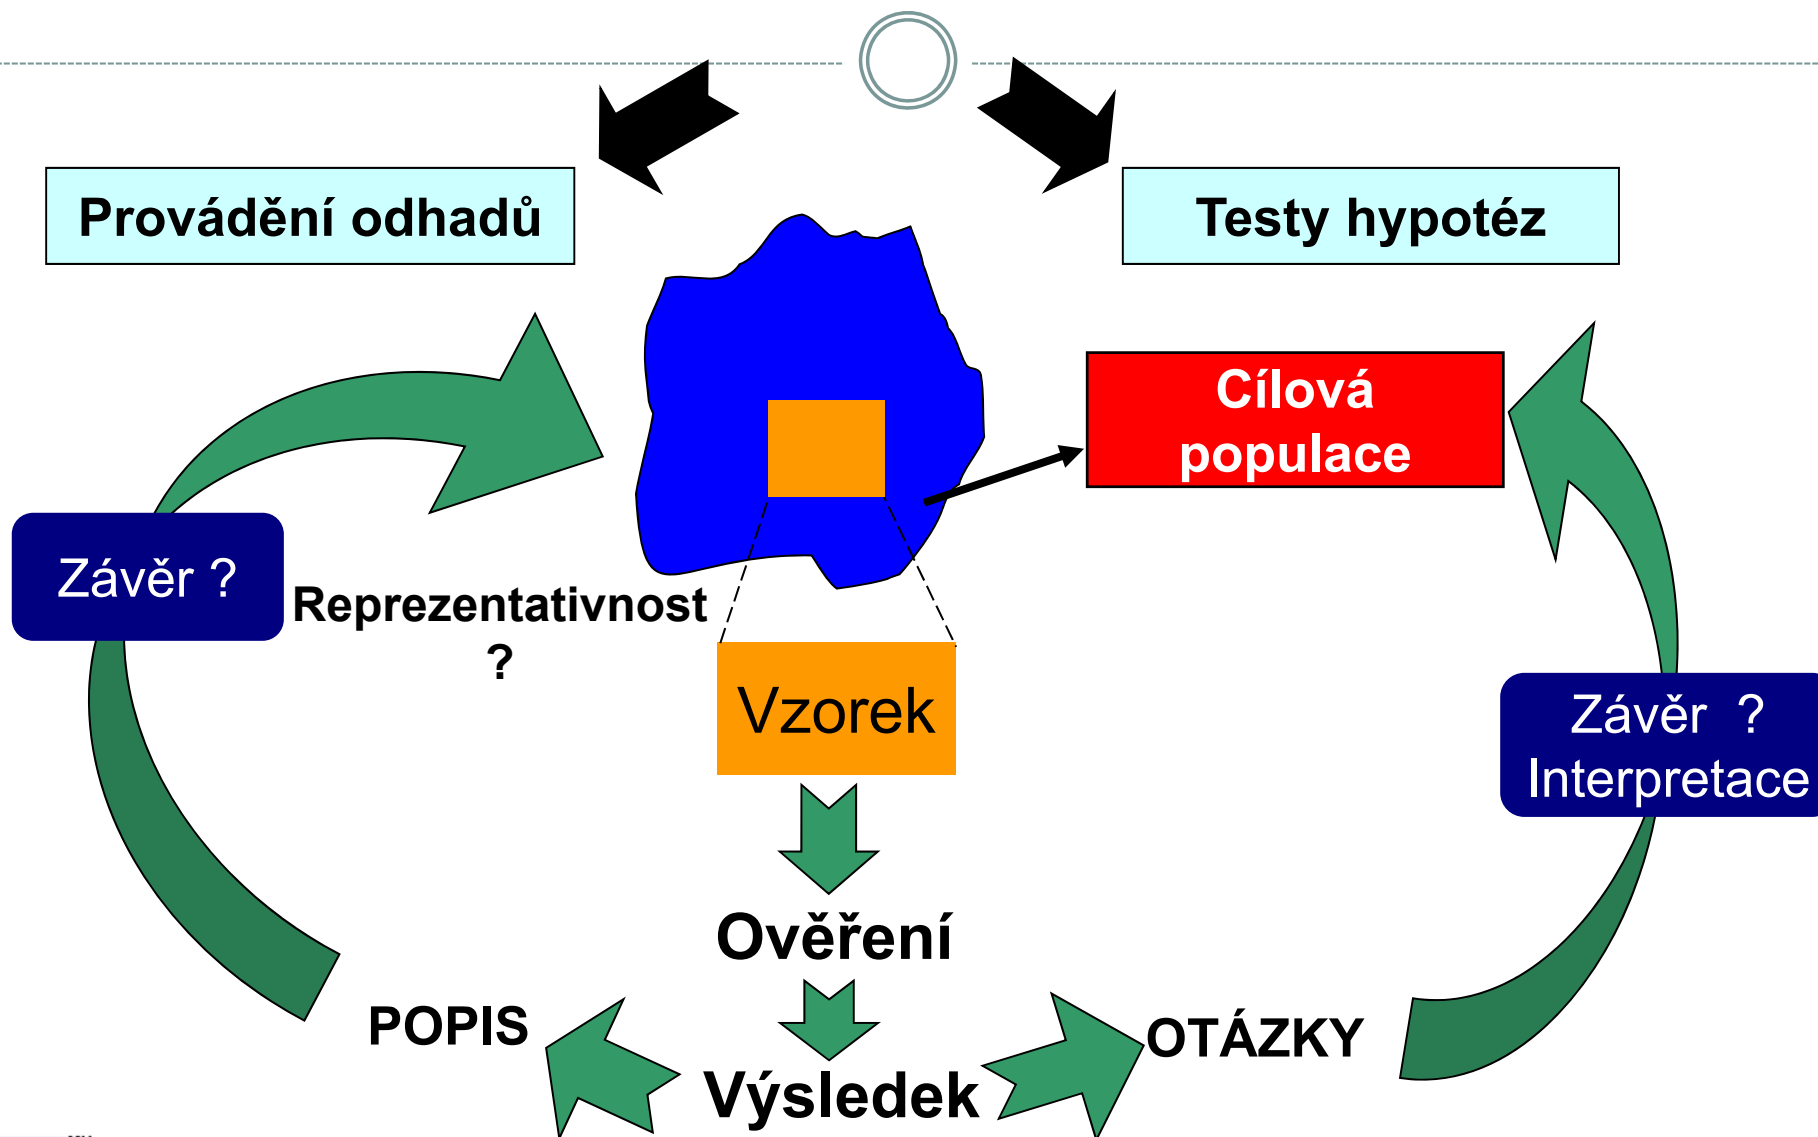 Provádění odhadů
Testy hypotéz
Cílová
populace
Závěr ?
Reprezentativnost
?
Vzorek
Závěr ?
Interpretace
Ověření
POPIS
OTÁZKY
Výsledek